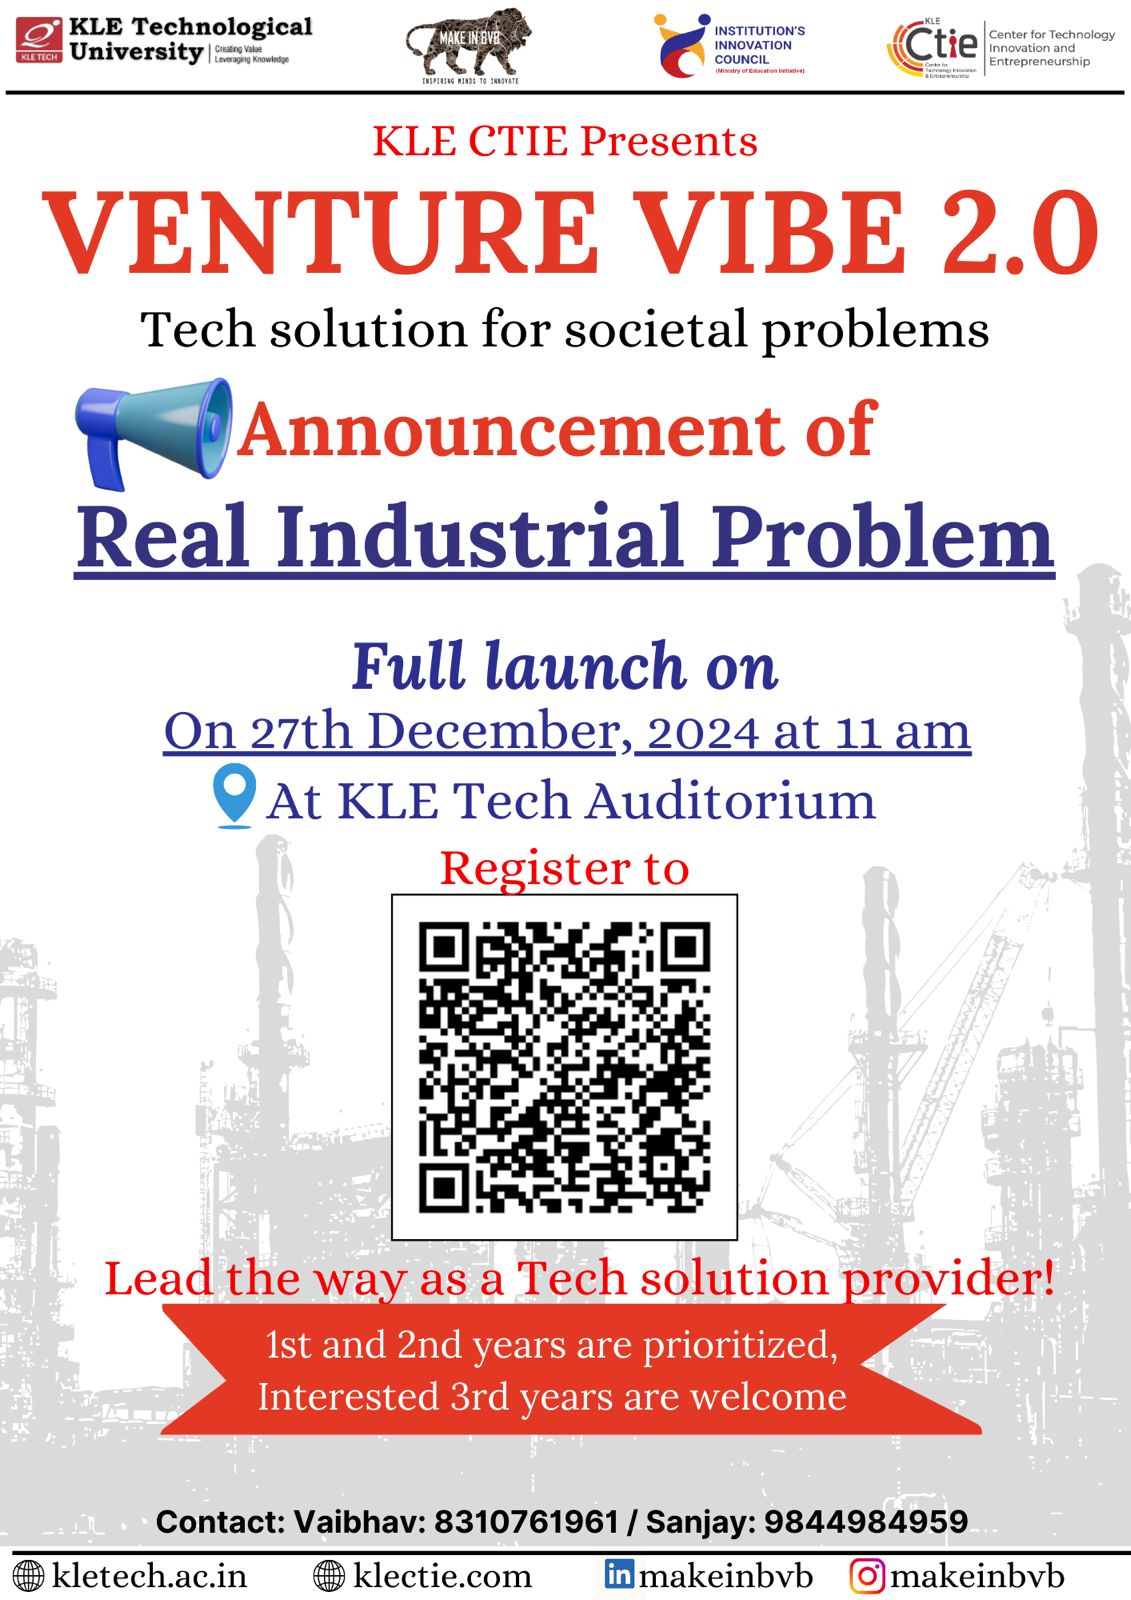 KLE Technological
University
Creating Value
Leveraging Knowledge
KLE TECH
MAKE IN BVB
INSPIRING MINDS TO INNOVATE
INSTITUTION'S
INNOVATION
COUNCIL
(Ministry of Education Initiative)
KLE
Ctie
Center for
Technology Innovation
& Entrepreneurship
Center for Technology
Innovation and
Entrepreneurship
KLE CTIE Presents
VENTURE VIBE 2.0
Tech solution for societal problems
Announcement of
Real Industrial Problem
Full launch on
On 27th December, 2024 at 11 am
At KLE Tech Auditorium
Register to
Lead the way as a Tech solution provider!
1st and 2nd years are prioritized,
Interested 3rd years are welcome
Contact: Vaibhav: 8310761961 / Sanjay: 9844984959
kletech.ac.in klectie.com in makeinbvb makeinbvb